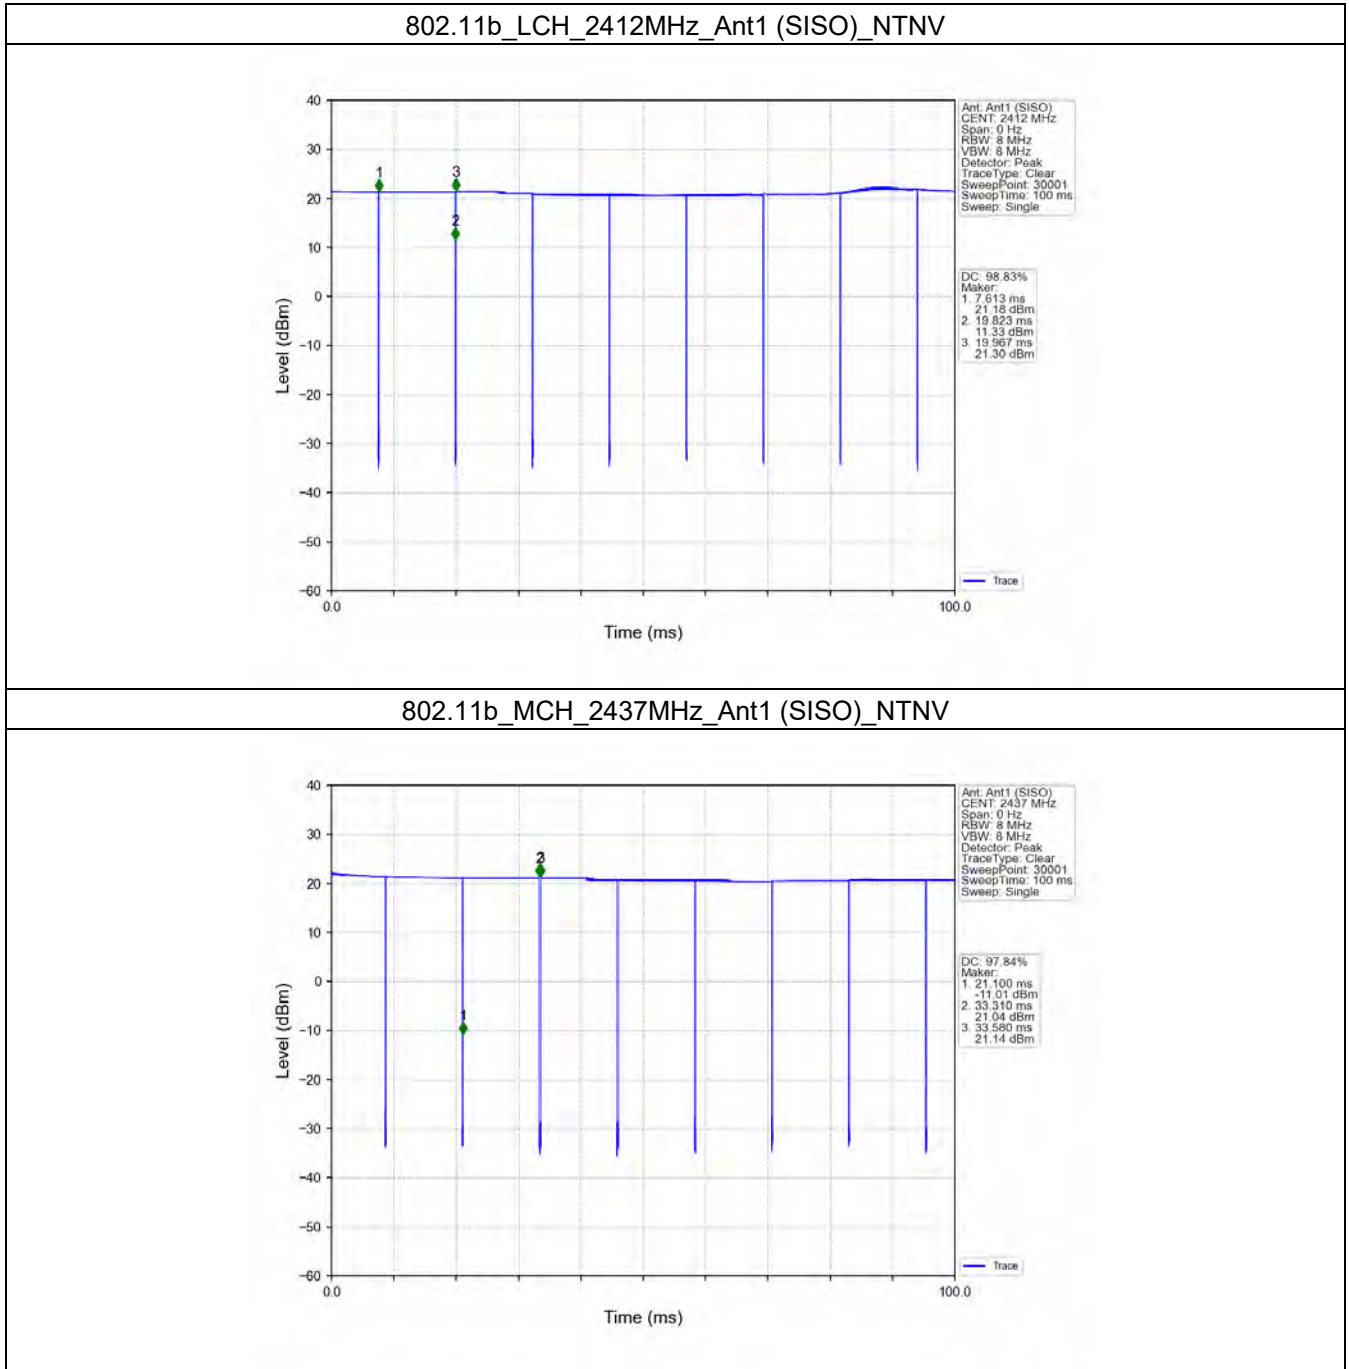 802.11b_LCH_2412MHz_Ant1 (SISO)_NTNV
40
30
20
10
0
−10
−20
−30
−40
−50
−60
Level (dBm)
1
3
2
0.0
100.0
Time (ms)
Ant: Ant1 (SISO)
CENT: 2412 MHz
Span: 0 Hz
RBW: 8 MHz
VBW: 8 MHz
Detector: Peak
TraceType: Clear
SweepPoint: 30001
SweepTime: 100 ms
Sweep: Single
DC: 98.83%
Maker:
1. 7.613 ms
21.18 dBm
2. 19.823 ms
11.33 dBm
3. 19.967 ms
21.30 dBm
Trace
802.11b_MCH_2437MHz_Ant1 (SISO)_NTNV
40
30
20
10
0
−10
−20
−30
−40
−50
−60
Level (dBm)
1
0.0
100.0
Time (ms)
Ant: Ant1 (SISO)
CENT: 2437 MHz
Span: 0 Hz
RBW: 8 MHz
VBW: 8 MHz
Detector: Peak
TraceType: Clear
SweepPoint: 30001
SweepTime: 100 ms
Sweep: Single
DC: 97.84%
Maker:
1. 21.100 ms
-11.01 dBm
2. 33.310 ms
21.04 dBm
3. 33.580 ms
21.14 dBm
Trace